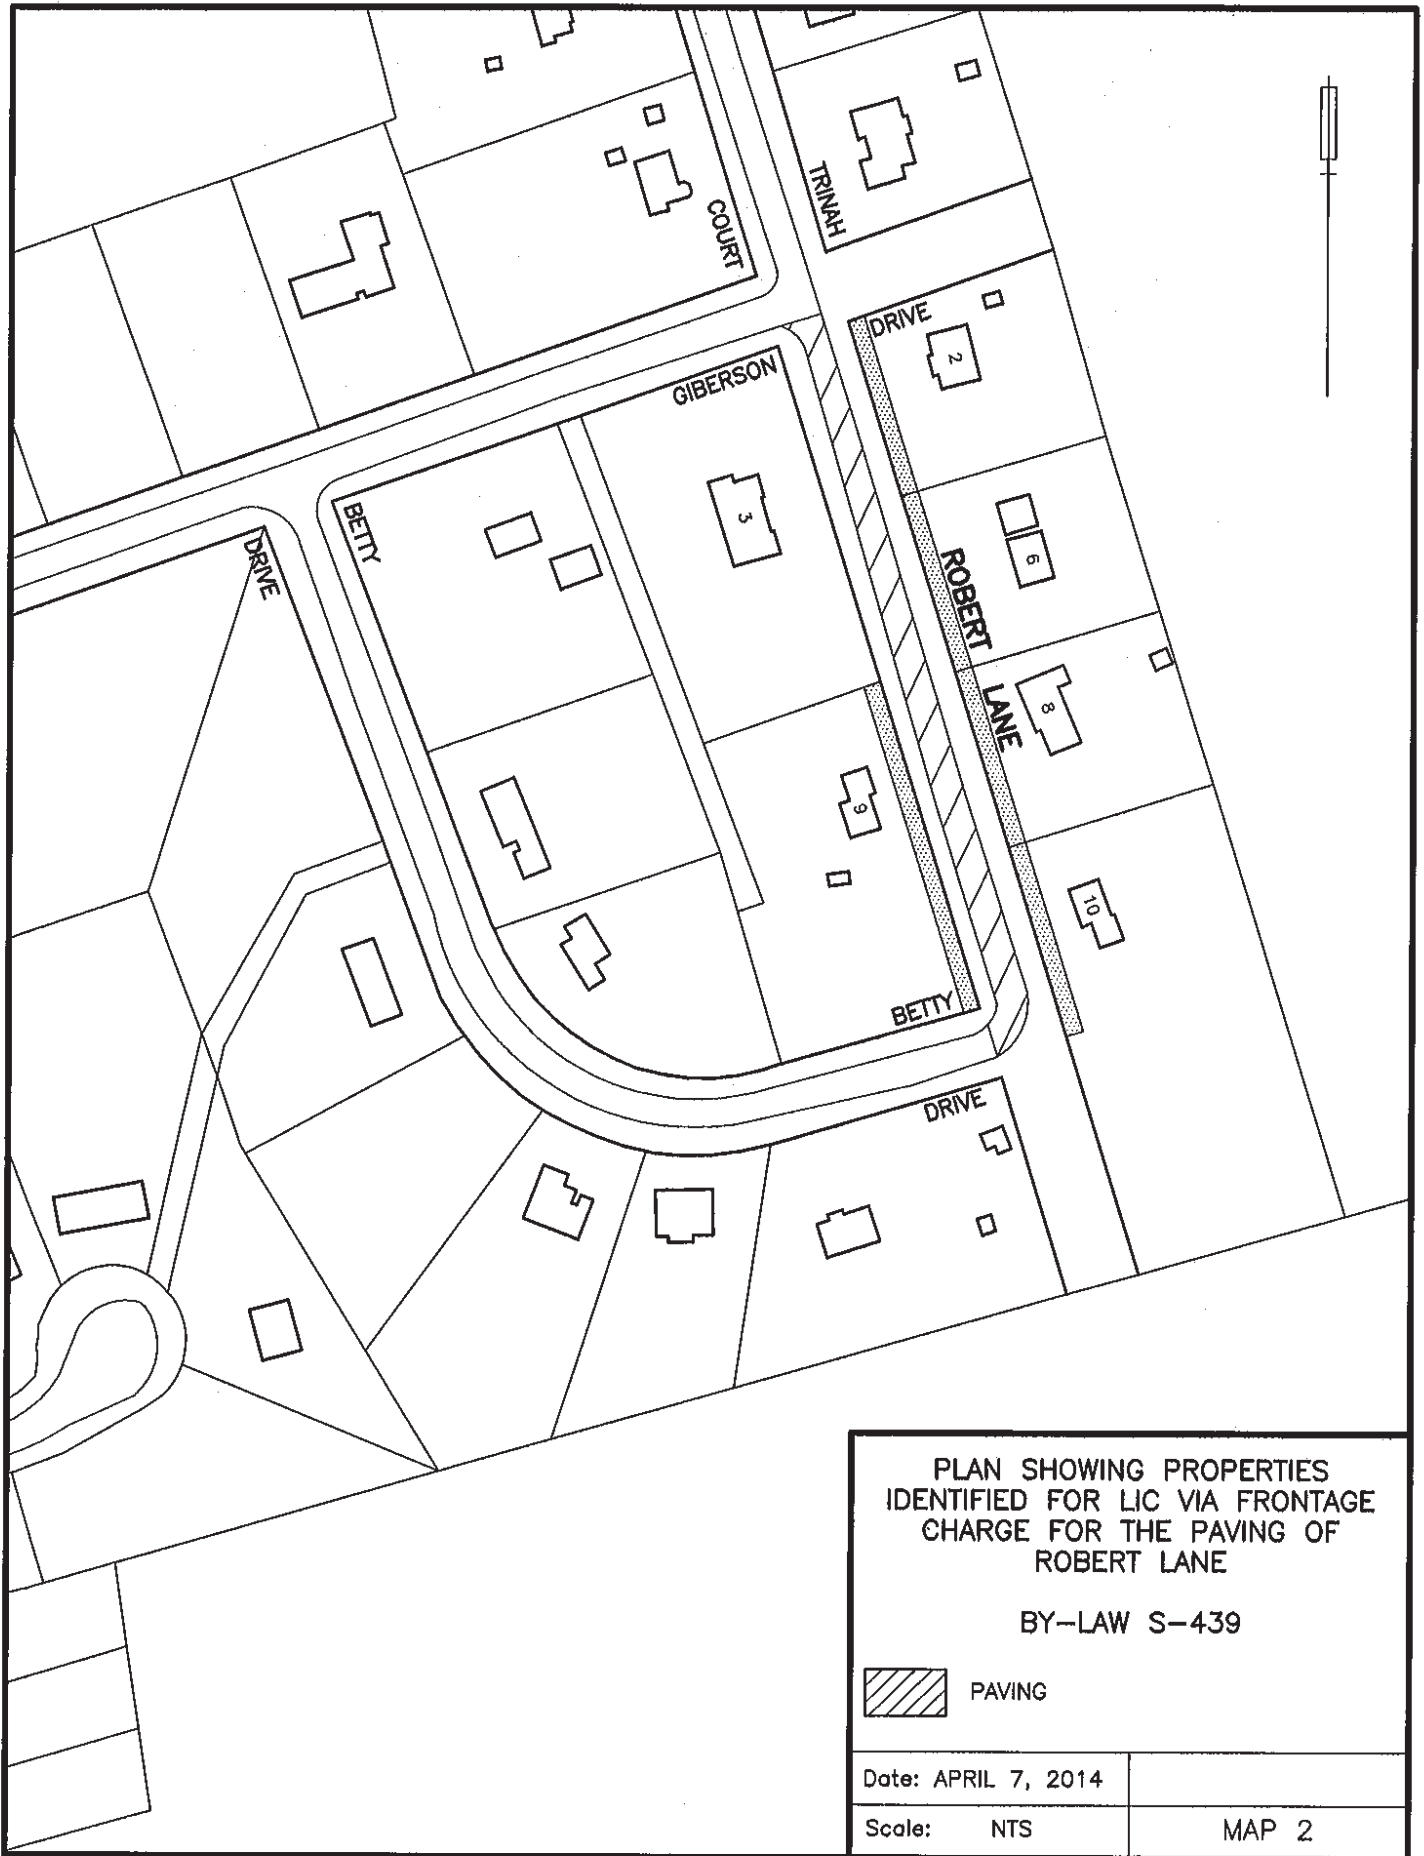 TRINAH
COURT
DRIVE
2
GIBERSON
3
BETTY
DRIVE
6
ROBERT
LANE
8
9
10
BETTY
DRIVE
PLAN SHOWING PROPERTIES
IDENTIFIED FOR LIC VIA FRONTAGE
CHARGE FOR THE PAVING OF
ROBERT LANE
BY-LAW S-439
PAVING
Date: APRIL 7, 2014
Scale: NTS
MAP 2